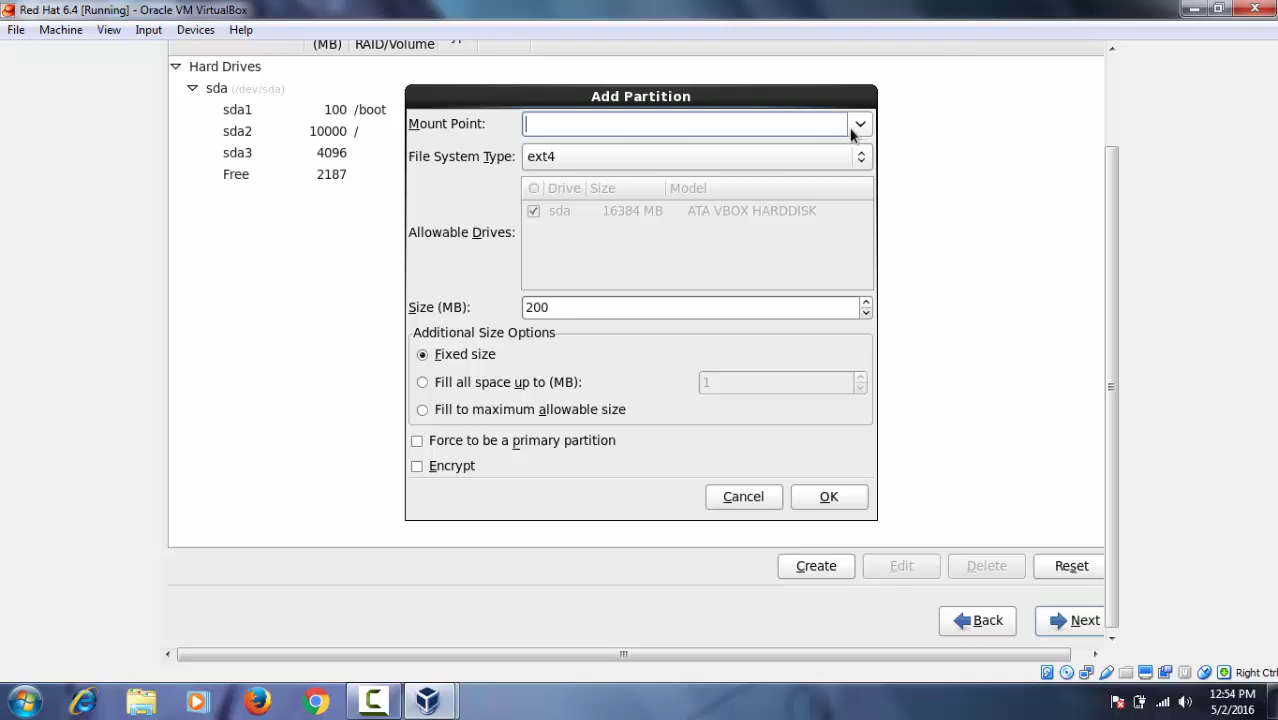 Red Hat 6.4 [Running] - Oracle VM VirtualBox
File Machine View Input Devices Help
(MB) RAID/Volume
Hard Drives
sda (/dev/sda)
sda1 100 /boot
sda2 10000 /
sda3 4096
Free 2187
Add Partition
Mount Point:
File System Type: ext4
Drive Size Model
sda 16384 MB ATA VBOX HARDDISK
Allowable Drives:
Size (MB): 200
Additional Size Options
Fixed size
Fill all space up to (MB): 1
Fill to maximum allowable size
Force to be a primary partition
Encrypt
Cancel OK
Create Edit Delete Reset
Back Next
Right Ctrl
12:54 PM
5/2/2016